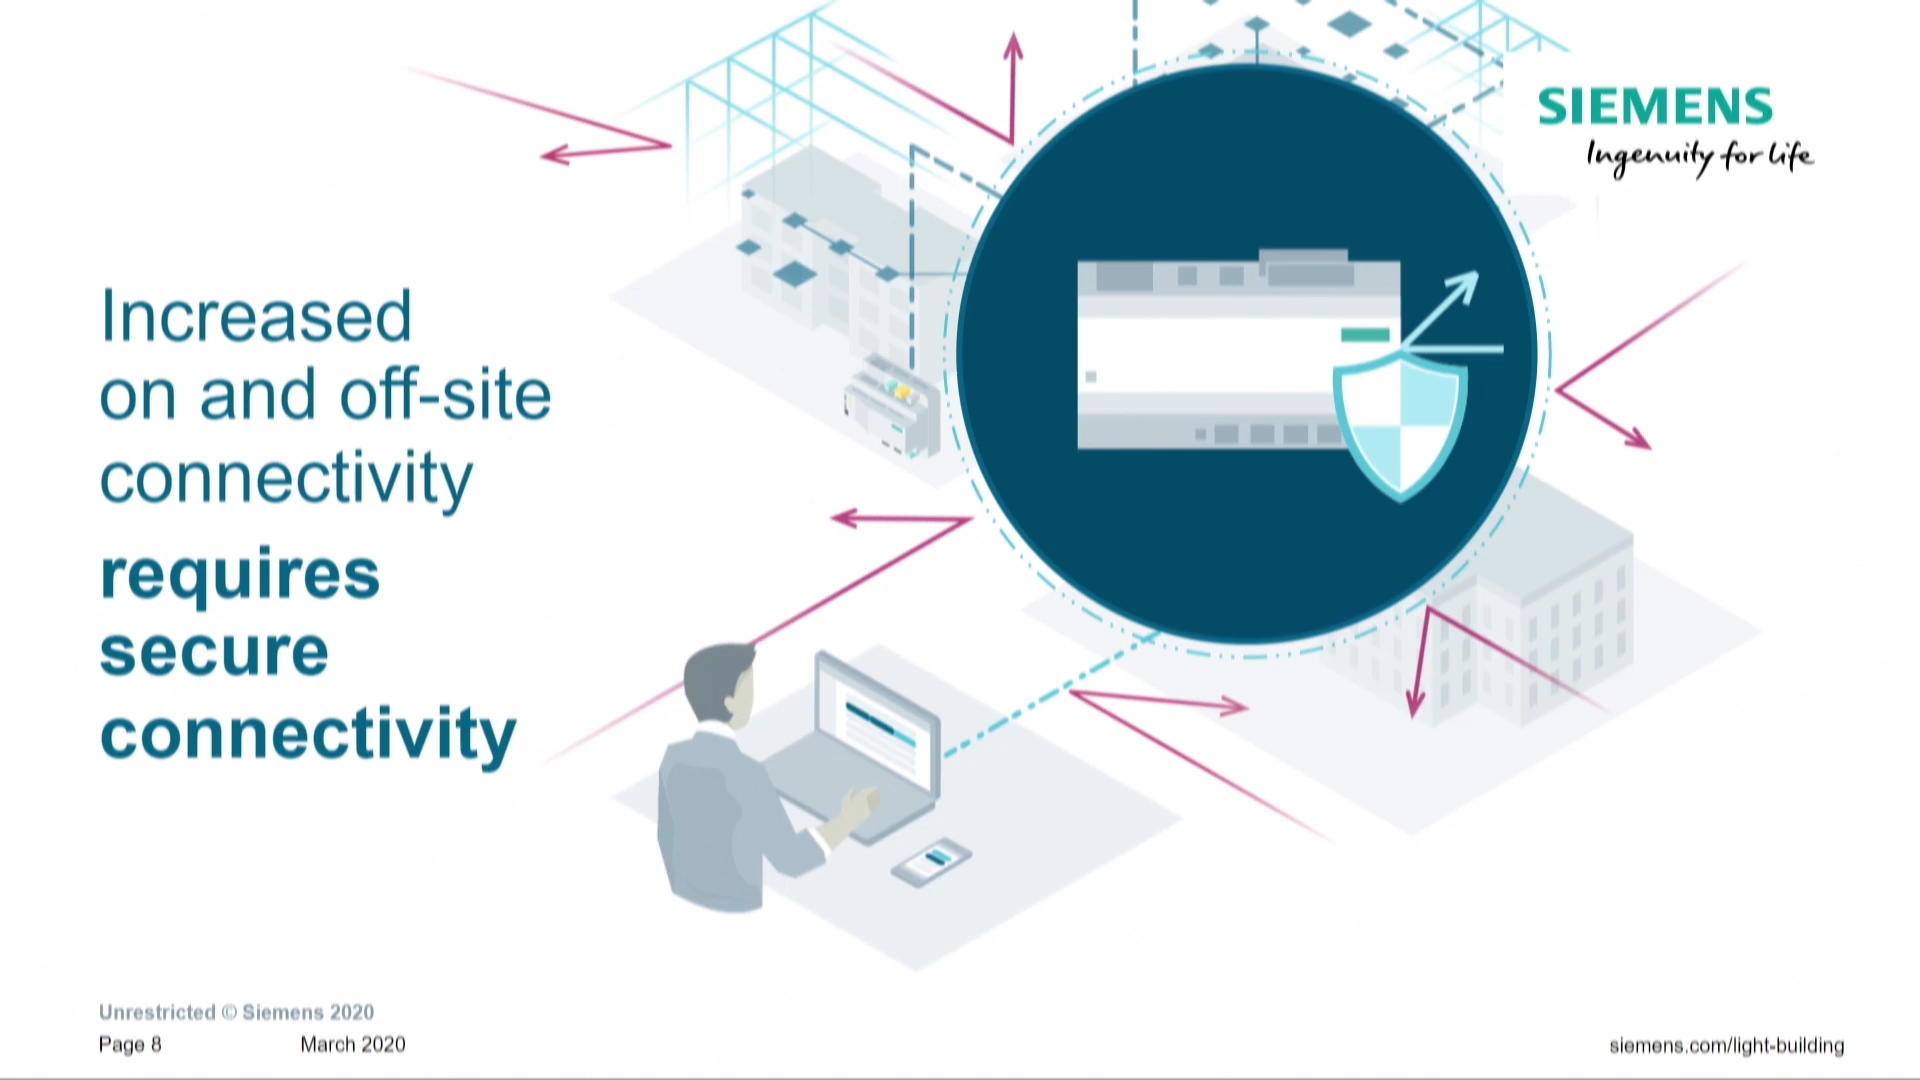 SIEMENS
Ingenuity for life
Increased
on and off-site
connectivity
requires
secure
connectivity
Unrestricted © Siemens 2020
Page 8 March 2020
siemens.com/light-building